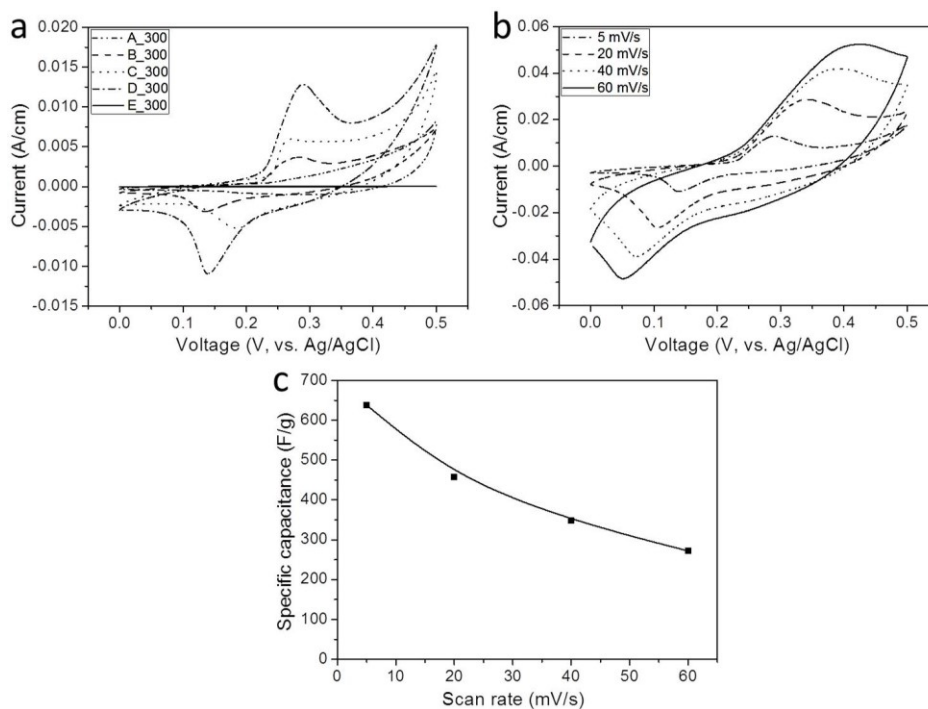 a
A_300
B_300
C_300
D_300
E_300
0.020
0.015
0.010
0.005
0.000
-0.005
-0.010
-0.015
Current (A/cm)
0.0 0.1 0.2 0.3 0.4 0.5
Voltage (V, vs. Ag/AgCl)
b
5 mV/s
20 mV/s
40 mV/s
60 mV/s
0.06
0.04
0.02
0.00
-0.02
-0.04
-0.06
Current (A/cm)
0.0 0.1 0.2 0.3 0.4 0.5
Voltage (V, vs. Ag/AgCl)
c
700
600
500
400
300
200
100
0
Specific capacitance (F/g)
0 10 20 30 40 50 60
Scan rate (mV/s)